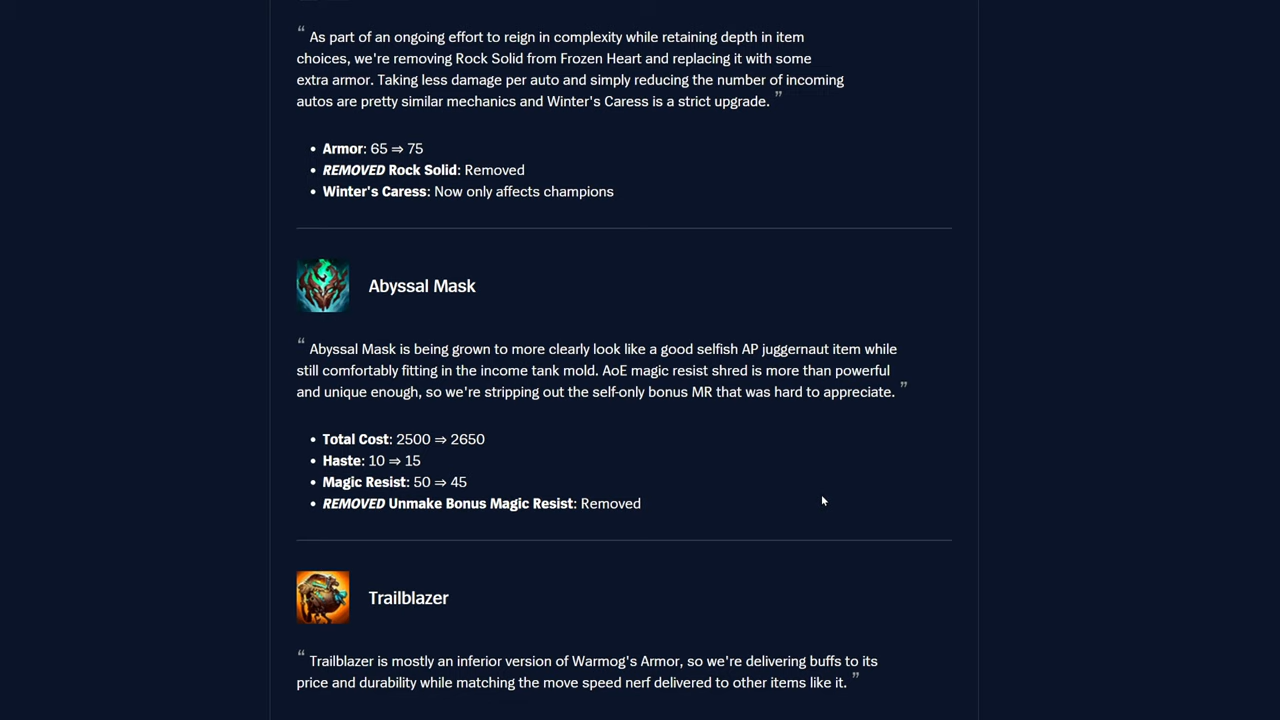 “ As part of an ongoing effort to reign in complexity while retaining depth in item
choices, we're removing Rock Solid from Frozen Heart and replacing it with some
extra armor. Taking less damage per auto and simply reducing the number of incoming
autos are pretty similar mechanics and Winter's Caress is a strict upgrade. ”
• Armor: 65 ⇒ 75
• REMOVED Rock Solid: Removed
• Winter's Caress: Now only affects champions
Abyssal Mask
“ Abyssal Mask is being grown to more clearly look like a good selfish AP juggernaut item while
still comfortably fitting in the income tank mold. AoE magic resist shred is more than powerful
and unique enough, so we're stripping out the self-only bonus MR that was hard to appreciate. ”
• Total Cost: 2500 ⇒ 2650
• Haste: 10 ⇒ 15
• Magic Resist: 50 ⇒ 45
• REMOVED Unmake Bonus Magic Resist: Removed
Trailblazer
“ Trailblazer is mostly an inferior version of Warmog's Armor, so we're delivering buffs to its
price and durability while matching the move speed nerf delivered to other items like it. ”